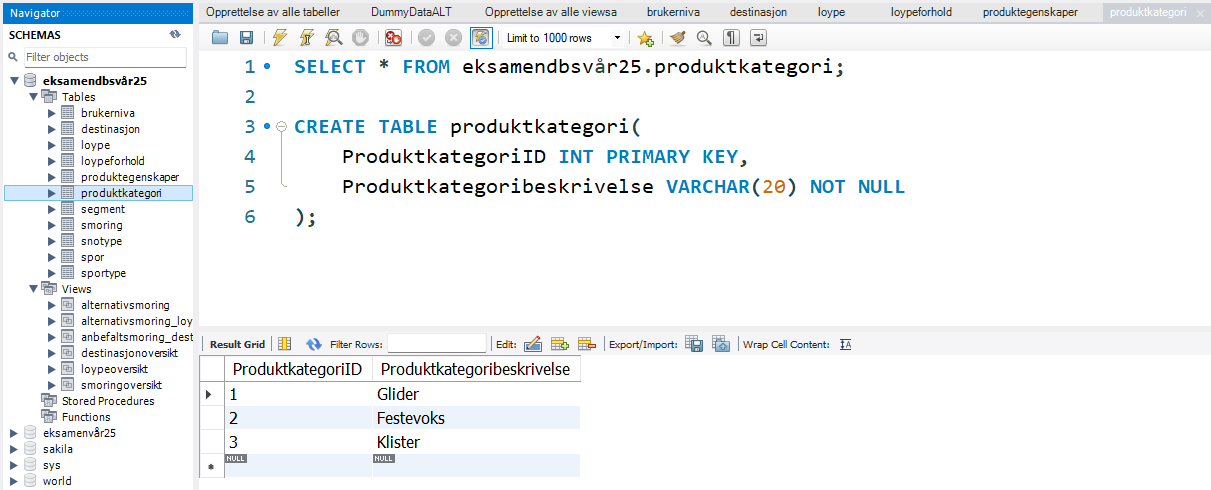 Navigator
Opprettelse av alle tabeller DummyDataALT Opprettelse av alle viewsa brukerniva destinasjon loype loypeforhold produktegenskaper produktkategori
SCHEMAS
Filter objects
Limit to 1000 rows
eksamendbsvår25
Tables
brukerniva
destinasjon
loype
loypeforhold
produktegenskaper
produktkategori
segment
smoring
snotype
spor
sportype
Views
alternativsmoring
alternativsmoring_loy
anbefaltsmoring_dest
destinasjonoversikt
loypeoversikt
smoringoversikt
Stored Procedures
Functions
eksamenvår25
sakila
sys
world
1 SELECT * FROM eksamendbsvår25.produktkategori;
2
3 CREATE TABLE produktkategori(
4 ProduktkategoriID INT PRIMARY KEY,
5 Produktkategoribeskrivelse VARCHAR(20) NOT NULL
6 );
Result Grid Filter Rows: Edit: Export/Import: Wrap Cell Content:
ProduktkategoriID Produktkategoribeskrivelse
1 Glider
2 Festevoks
3 Klister
NULL NULL